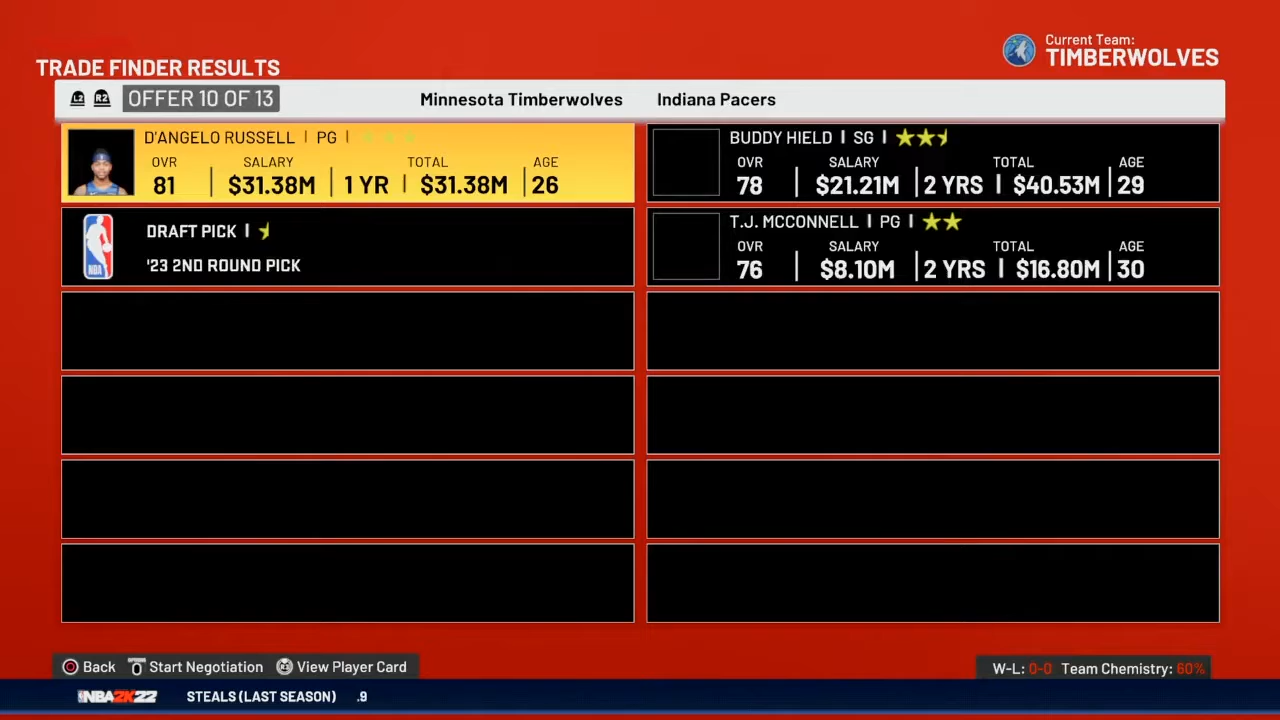 Current Team:
TIMBERWOLVES
TRADE FINDER RESULTS
L2 R2 OFFER 10 OF 13 Minnesota Timberwolves Indiana Pacers
D'ANGELO RUSSELL | PG |
OVR SALARY TOTAL AGE
81 | $31.38M | 1 YR | $31.38M | 26
BUDDY HIELD | SG |
OVR SALARY TOTAL AGE
78 | $21.21M | 2 YRS | $40.53M | 29
NBA
DRAFT PICK |
'23 2ND ROUND PICK
T.J. MCCONNELL | PG |
OVR SALARY TOTAL AGE
76 | $8.10M | 2 YRS | $16.80M | 30
Back Start Negotiation View Player Card
W-L: 0-0 Team Chemistry: 60%
NBA2K22 STEALS (LAST SEASON) .9